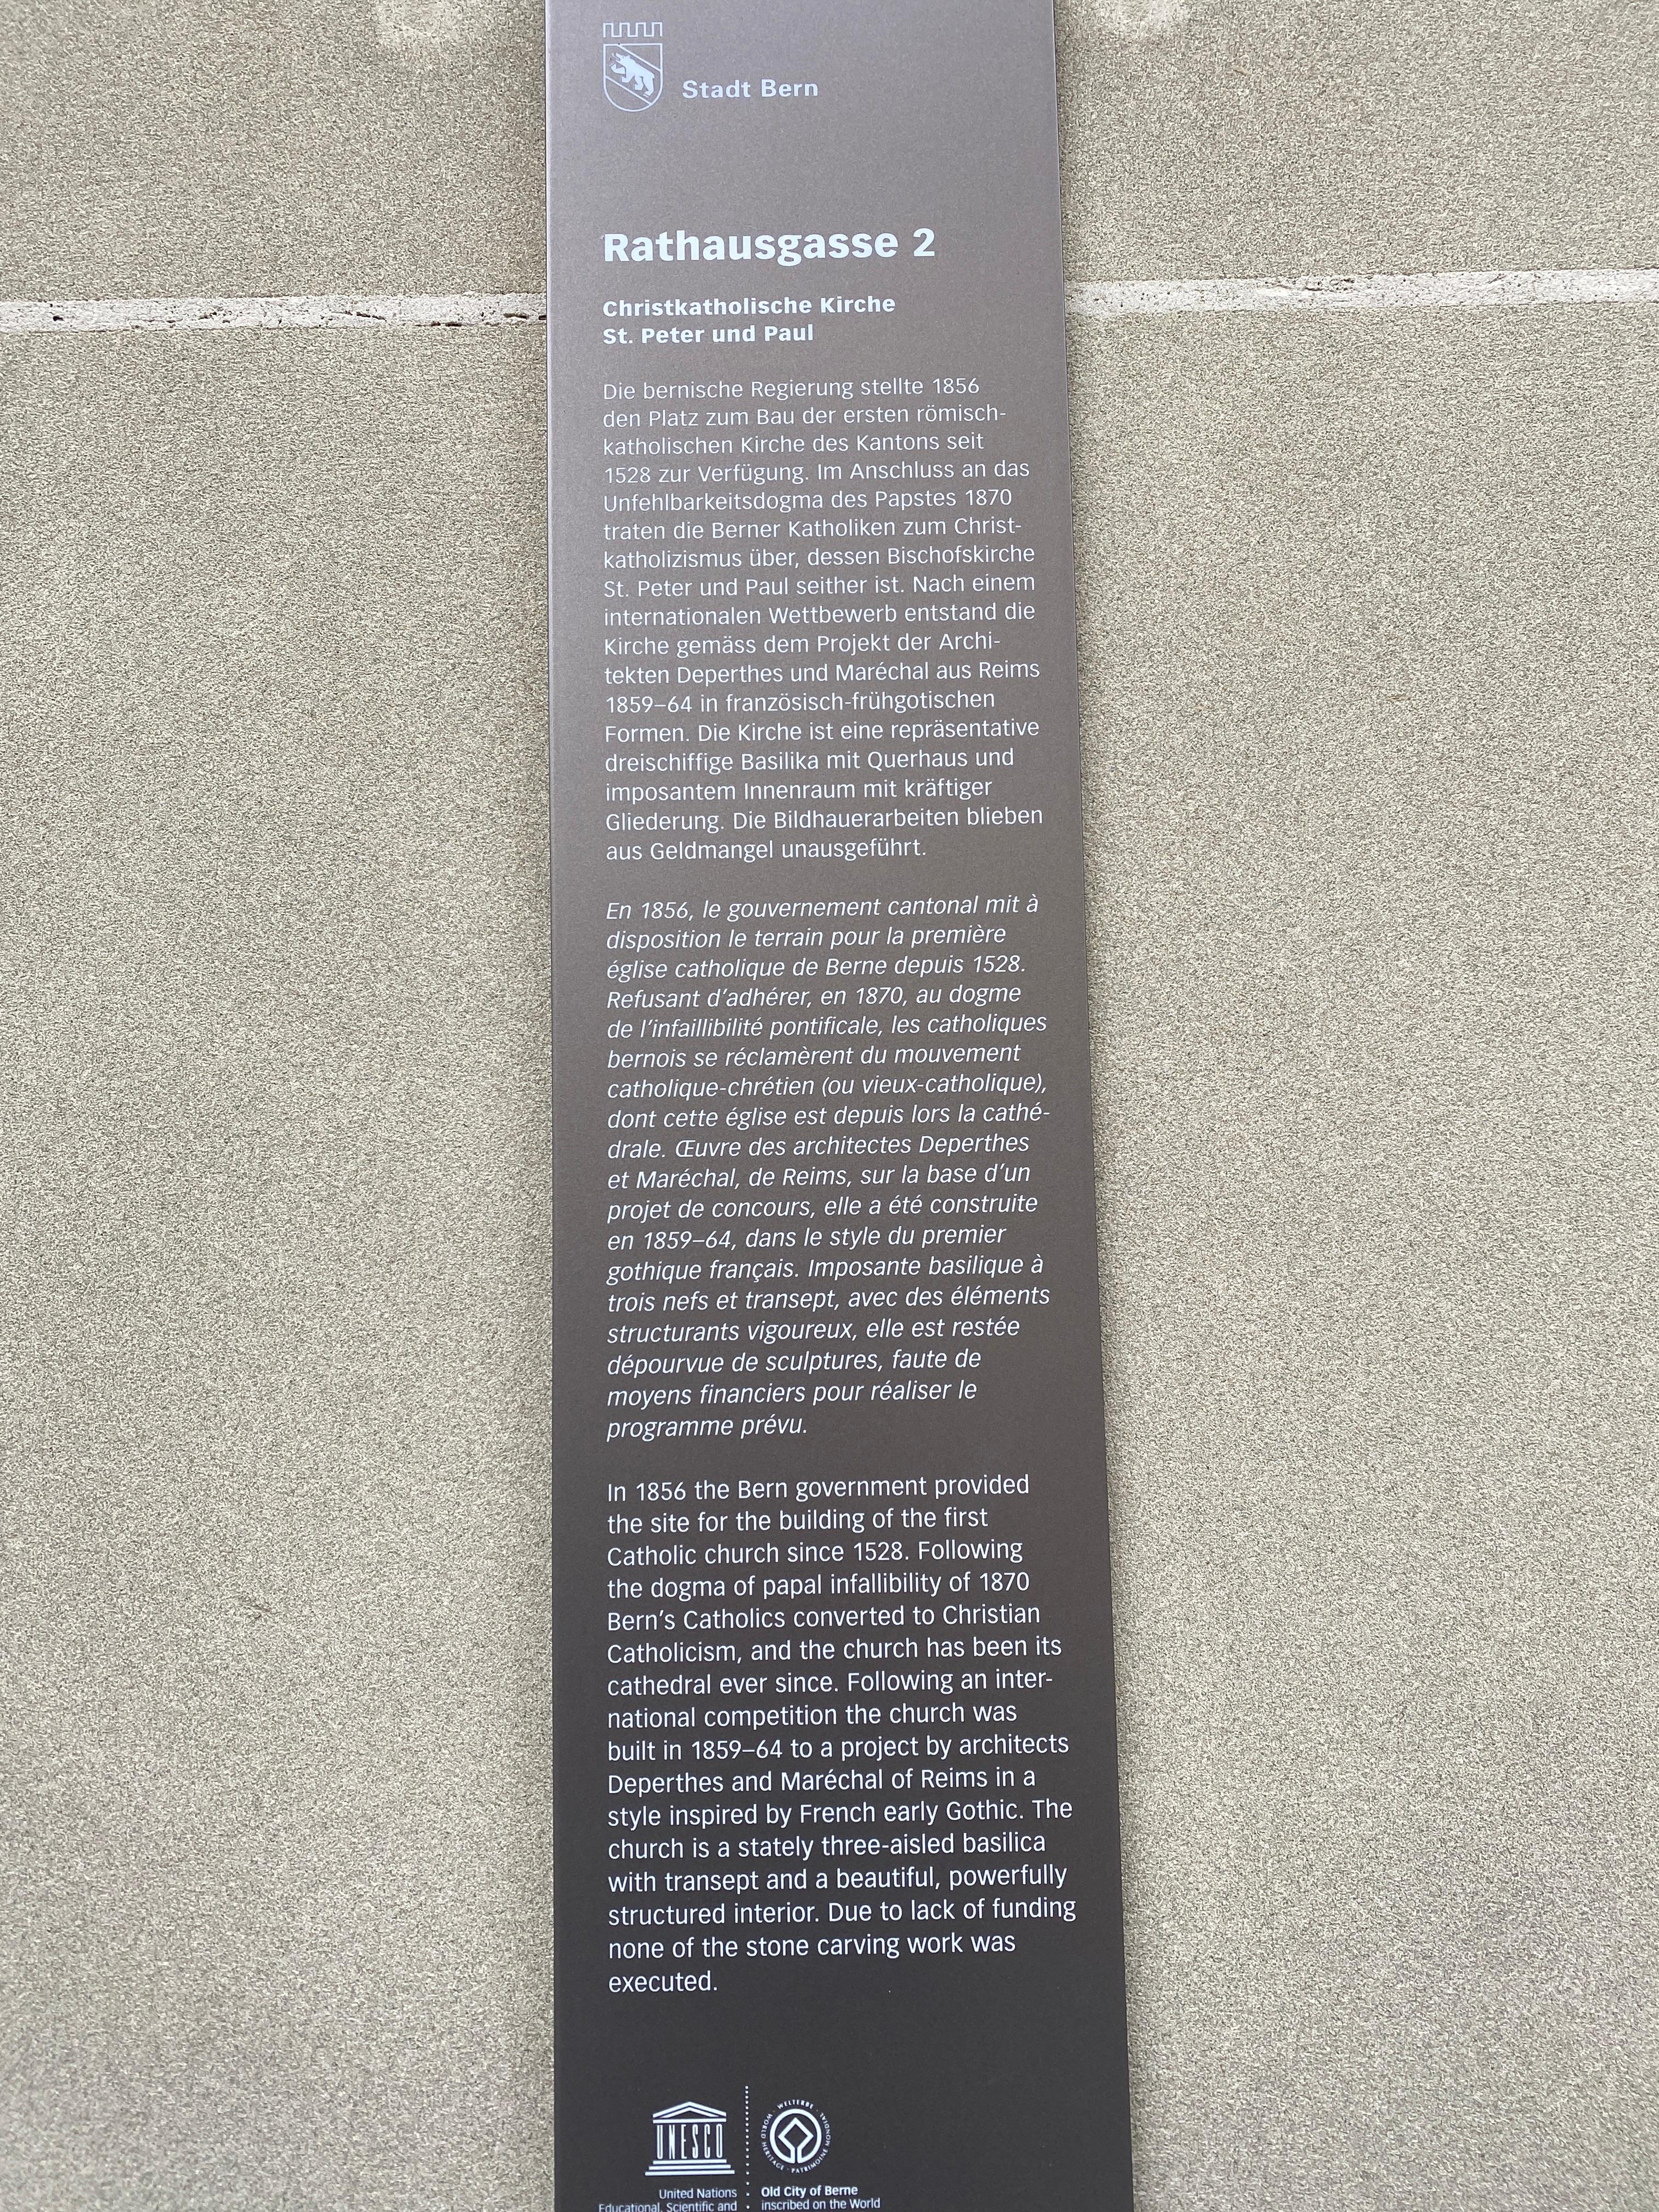 Stadt Bern
Rathausgasse 2
Christkatholische Kirche
St. Peter und Paul
Die bernische Regierung stellte 1856
den Platz zum Bau der ersten römisch-
katholischen Kirche des Kantons seit
1528 zur Verfügung. Im Anschluss an das
Unfehlbarkeitsdogma des Papstes 1870
traten die Berner Katholiken zum Christ-
katholizismus über, dessen Bischofskirche
St. Peter und Paul seither ist. Nach einem
internationalen Wettbewerb entstand die
Kirche gemäss dem Projekt der Archi-
tekten Deperthes und Maréchal aus Reims
1859–64 in französisch-frühgotischen
Formen. Die Kirche ist eine repräsentative
dreischiffige Basilika mit Querhaus und
imposantem Innenraum mit kräftiger
Gliederung. Die Bildhauerarbeiten blieben
aus Geldmangel unausgeführt.
En 1856, le gouvernement cantonal mit à
disposition le terrain pour la première
église catholique de Berne depuis 1528.
Refusant d’adhérer, en 1870, au dogme
de l’infaillibilité pontificale, les catholiques
bernois se réclamèrent du mouvement
catholique-chrétien (ou vieux-catholique),
dont cette église est depuis lors la cathé-
drale. Œuvre des architectes Deperthes
et Maréchal, de Reims, sur la base d’un
projet de concours, elle a été construite
en 1859–64, dans le style du premier
gothique français. Imposante basilique à
trois nefs et transept, avec des éléments
structurants vigoureux, elle est restée
dépourvue de sculptures, faute de
moyens financiers pour réaliser le
programme prévu.
In 1856 the Bern government provided
the site for the building of the first
Catholic church since 1528. Following
the dogma of papal infallibility of 1870
Bern’s Catholics converted to Christian
Catholicism, and the church has been its
cathedral ever since. Following an inter-
national competition the church was
built in 1859–64 to a project by architects
Deperthes and Maréchal of Reims in a
style inspired by French early Gothic. The
church is a stately three-aisled basilica
with transept and a beautiful, powerfully
structured interior. Due to lack of funding
none of the stone carving work was
executed.
UNESCO
WORLD HERITAGE · WELTERBE · PATRIMOINE MONDIAL
United Nations
Educational, Scientific and
Old City of Berne
inscribed on the World